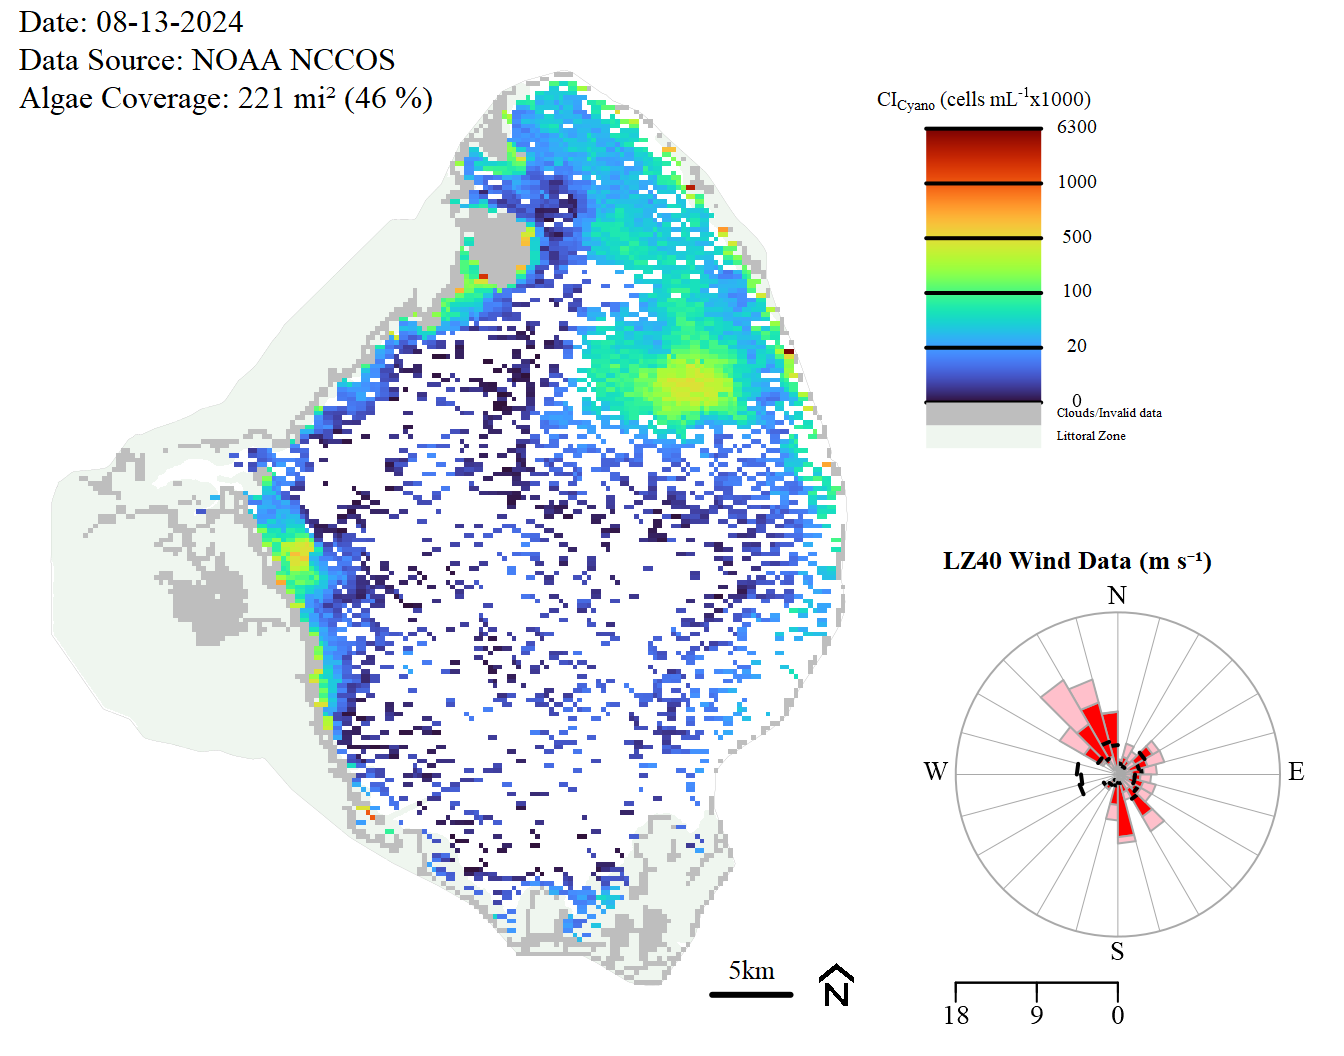 Date: 08-13-2024
Data Source: NOAA NCCOS
Algae Coverage: 221 mi² (46 %)
CICyano (cells mL⁻¹x1000)
6300
1000
500
100
20
0
Clouds/Invalid data
Littoral Zone
LZ40 Wind Data (m s⁻¹)
N
W
E
S
5km
N
18
9
0